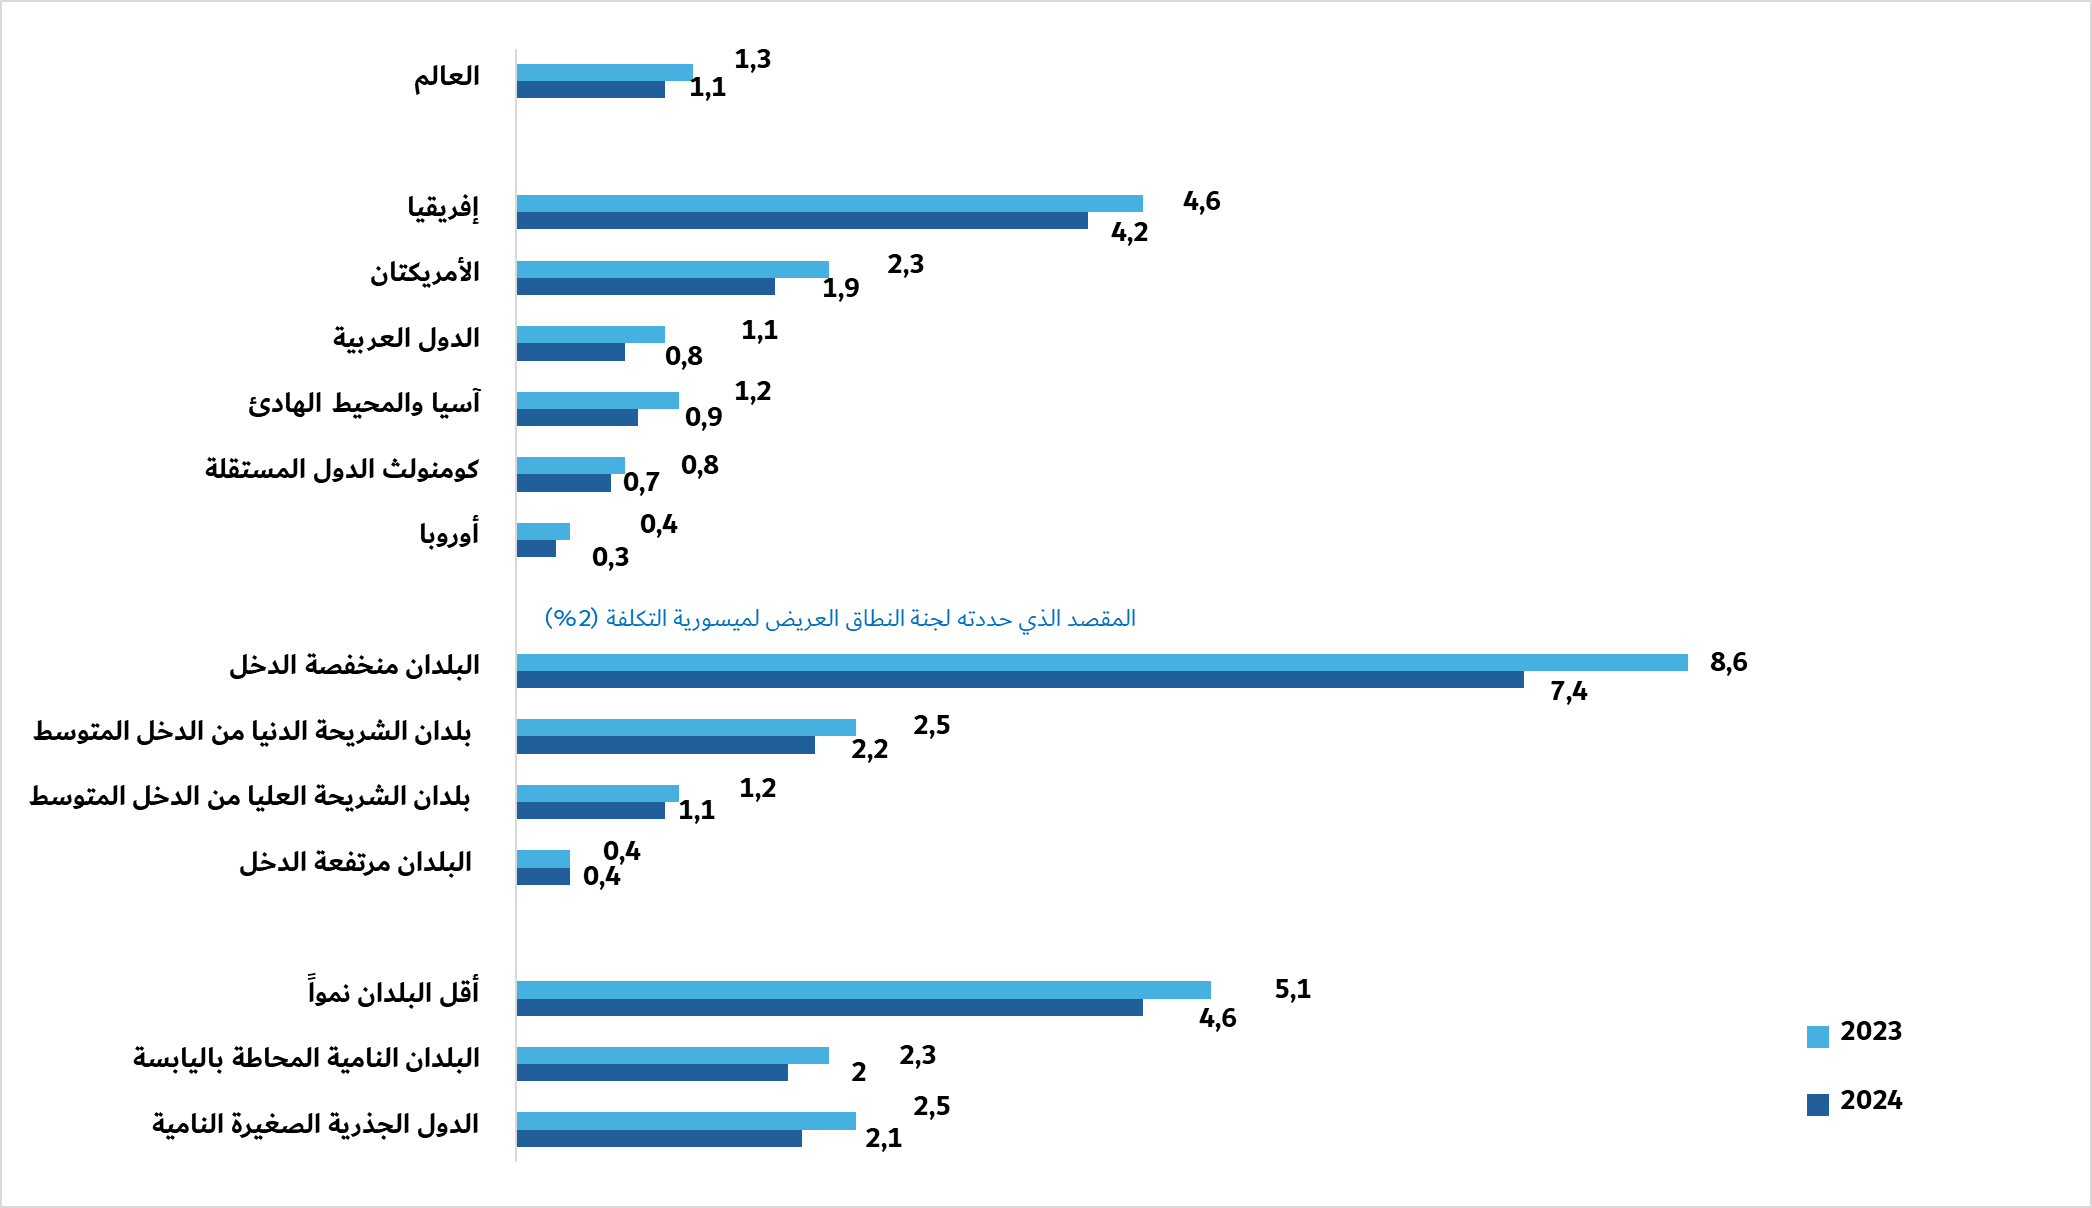 العالم
1,3
1,1
إفريقيا
4,6
4,2
الأمريكتان
2,3
1,9
الدول العربية
1,1
0,8
آسيا والمحيط الهادئ
1,2
0,9
كومنولث الدول المستقلة
0,8
0,7
أوروبا
0,4
0,3
المقصد الذي حددته لجنة النطاق العريض لميسورية التكلفة (2%)
البلدان منخفصة الدخل
8,6
7,4
بلدان الشريحة الدنيا من الدخل المتوسط
2,5
2,2
بلدان الشريحة العليا من الدخل المتوسط
1,2
1,1
البلدان مرتفعة الدخل
0,4
0,4
أقل البلدان نمواً
5,1
4,6
البلدان النامية المحاطة باليابسة
2,3
2
الدول الجذرية الصغيرة النامية
2,5
2,1
2023
2024